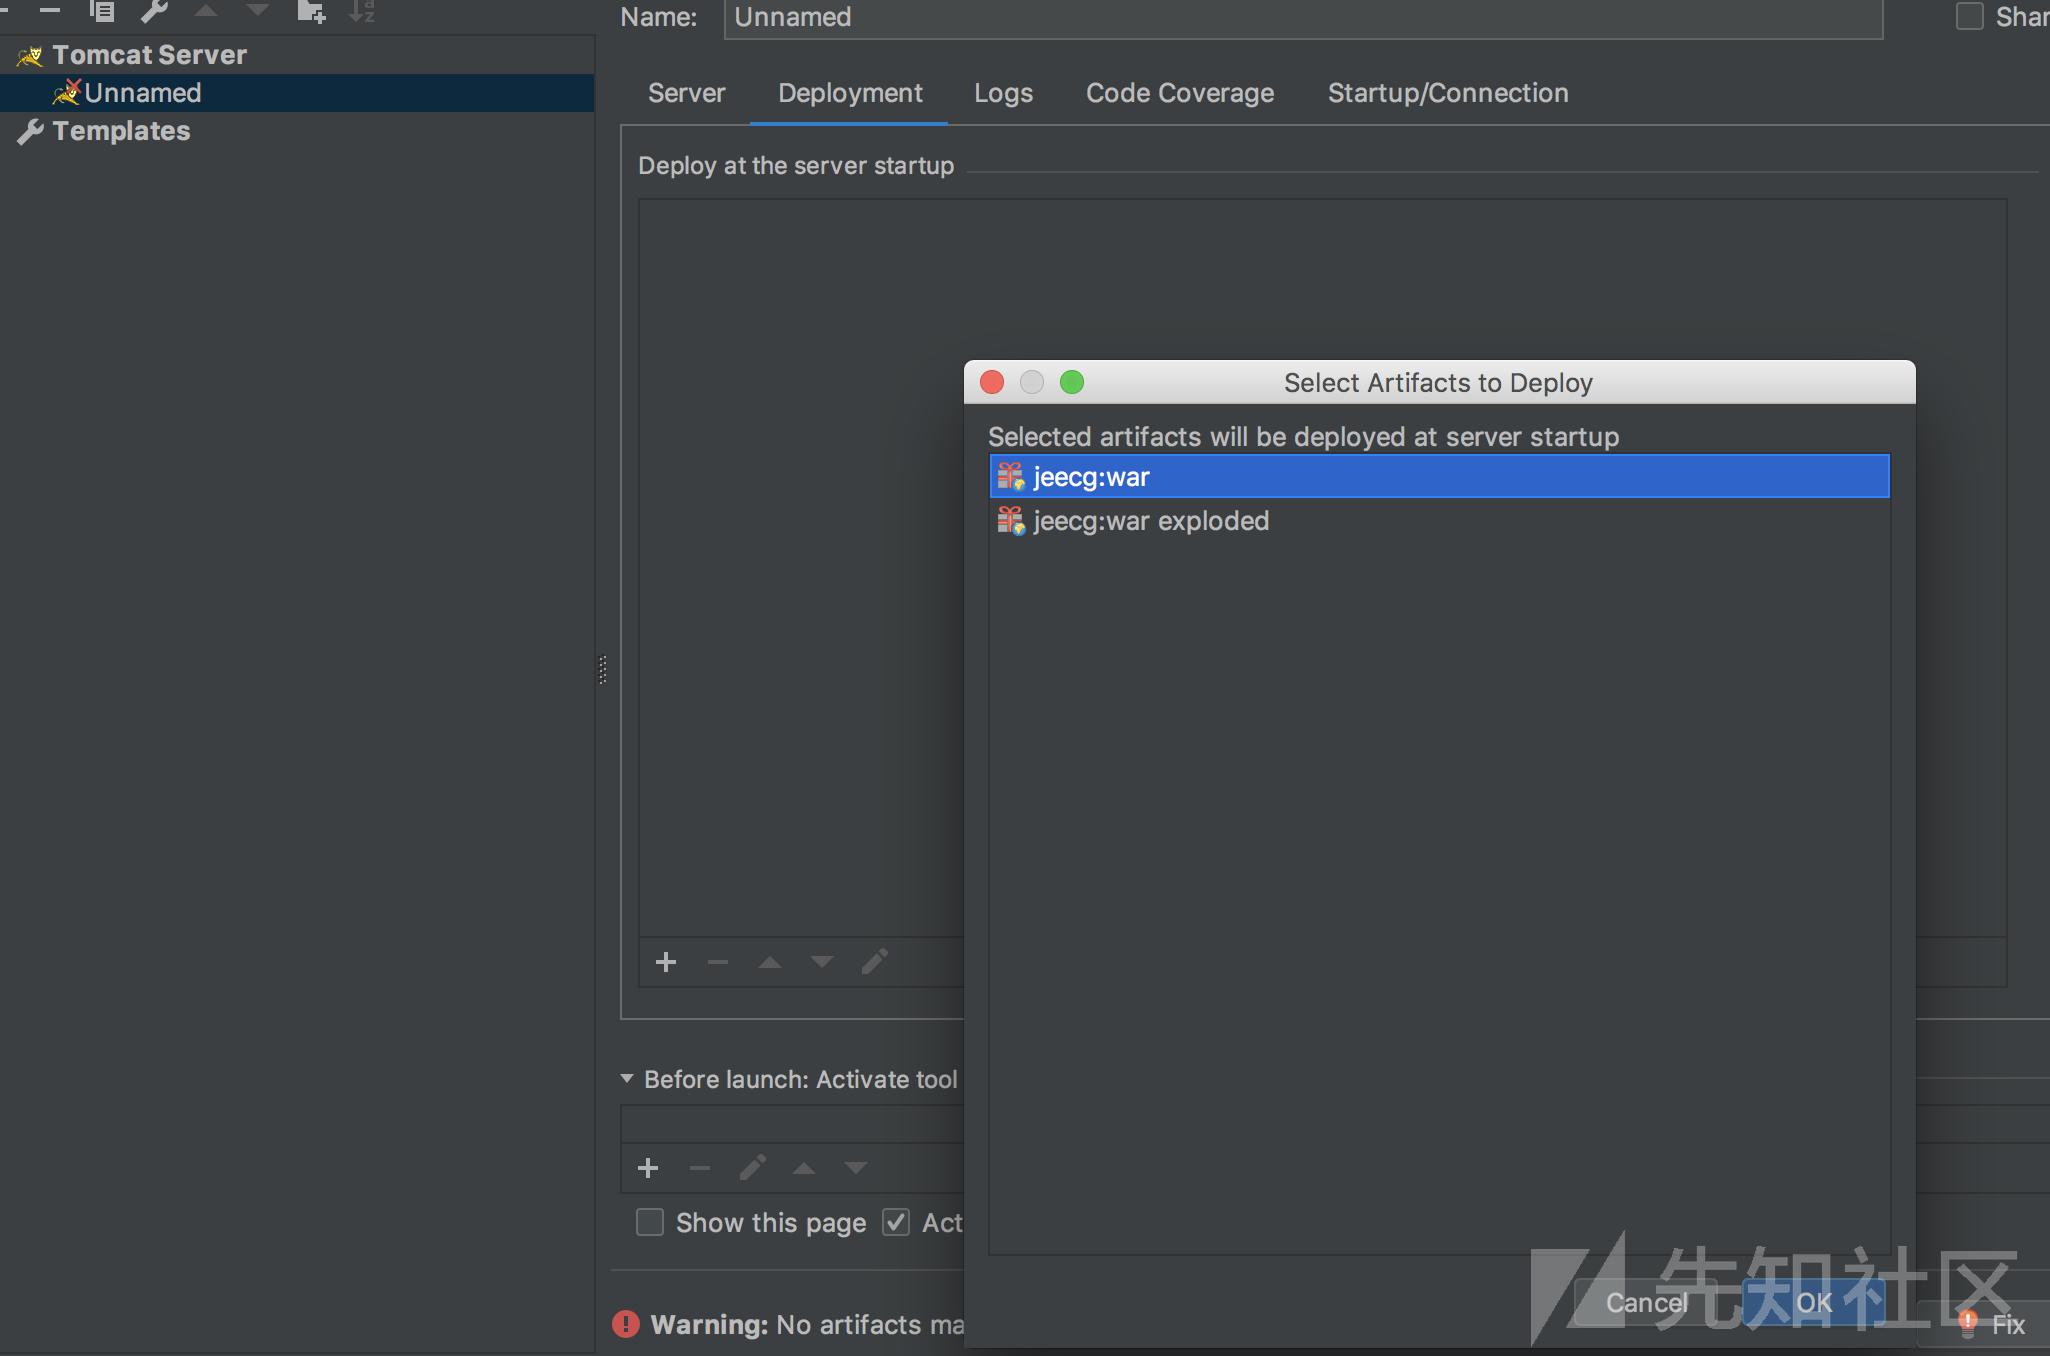 Name:
Unnamed
Shar
Tomcat Server
Unnamed
Templates
Server
Deployment
Logs
Code Coverage
Startup/Connection
Deploy at the server startup
Select Artifacts to Deploy
Selected artifacts will be deployed at server startup
jeecg:war
jeecg:war exploded
Before launch: Activate tool
Show this page
Act
Warning: No artifacts ma
Cancel
OK
Fix
先知社区